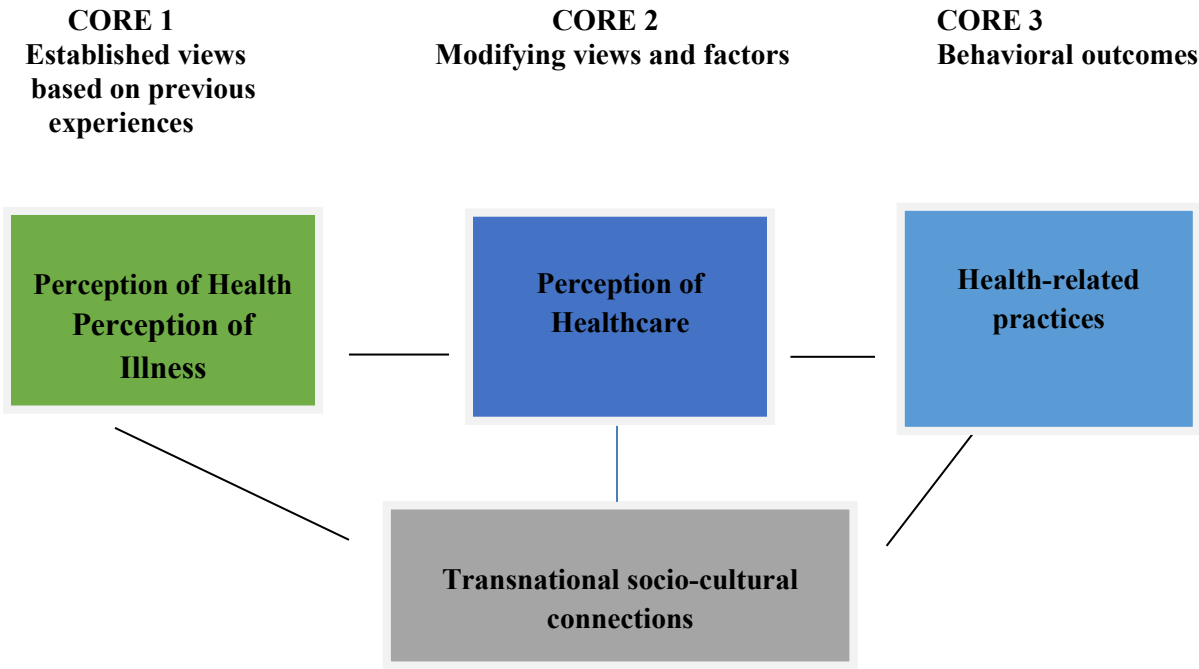 CORE 1
Established views
based on previous
experiences
CORE 2
Modifying views and factors
CORE 3
Behavioral outcomes
Perception of Health
Perception of
Illness
Perception of
Healthcare
Health-related
practices
Transnational socio-cultural
connections